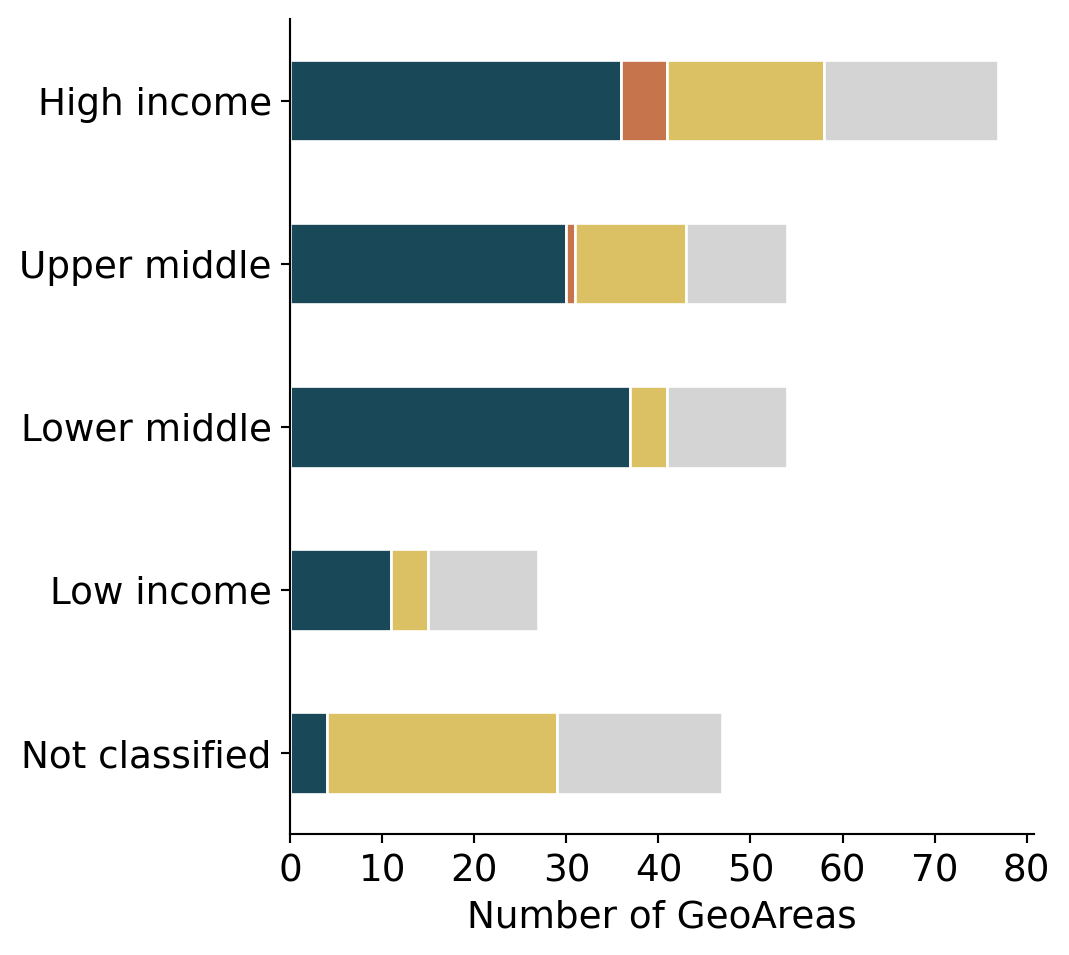 High income
Upper middle
Lower middle
Low income
Not classified
0 10 20 30 40 50 60 70 80
Number of GeoAreas